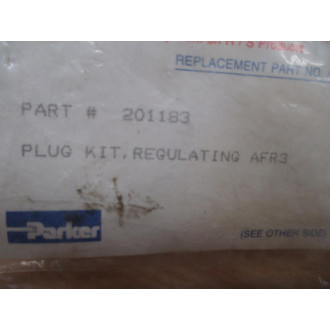 REPLACEMENT PART NO.
PART # 201183
PLUG KIT, REGULATING AFR3
Parker
(SEE OTHER SIDE)